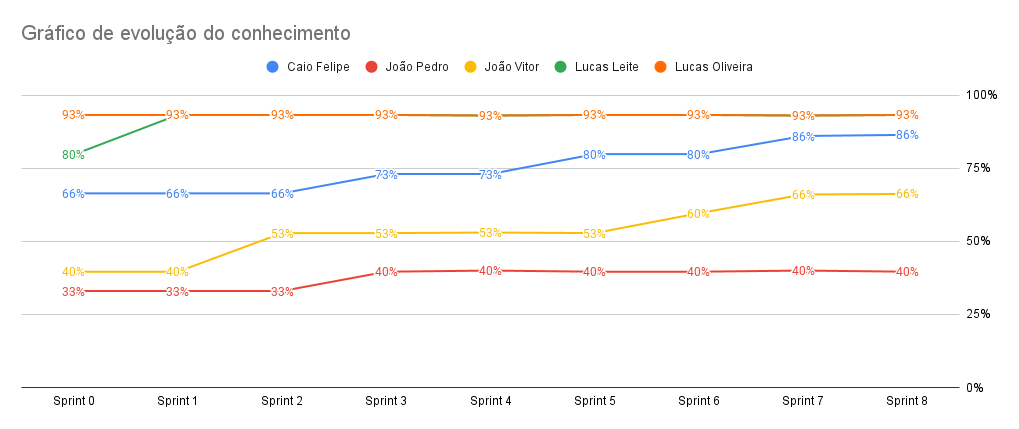 Gráfico de evolução do conhecimento
Caio Felipe João Pedro João Vitor Lucas Leite Lucas Oliveira
100%
93% 93% 93% 93% 93% 93% 93% 93% 93%
80%
86% 86%
80% 80%
75%
73% 73%
66% 66% 66%
66% 66%
60%
53% 53% 53% 53%
50%
40% 40%
40% 40% 40% 40% 40% 40%
33% 33% 33%
25%
0%
Sprint 0 Sprint 1 Sprint 2 Sprint 3 Sprint 4 Sprint 5 Sprint 6 Sprint 7 Sprint 8